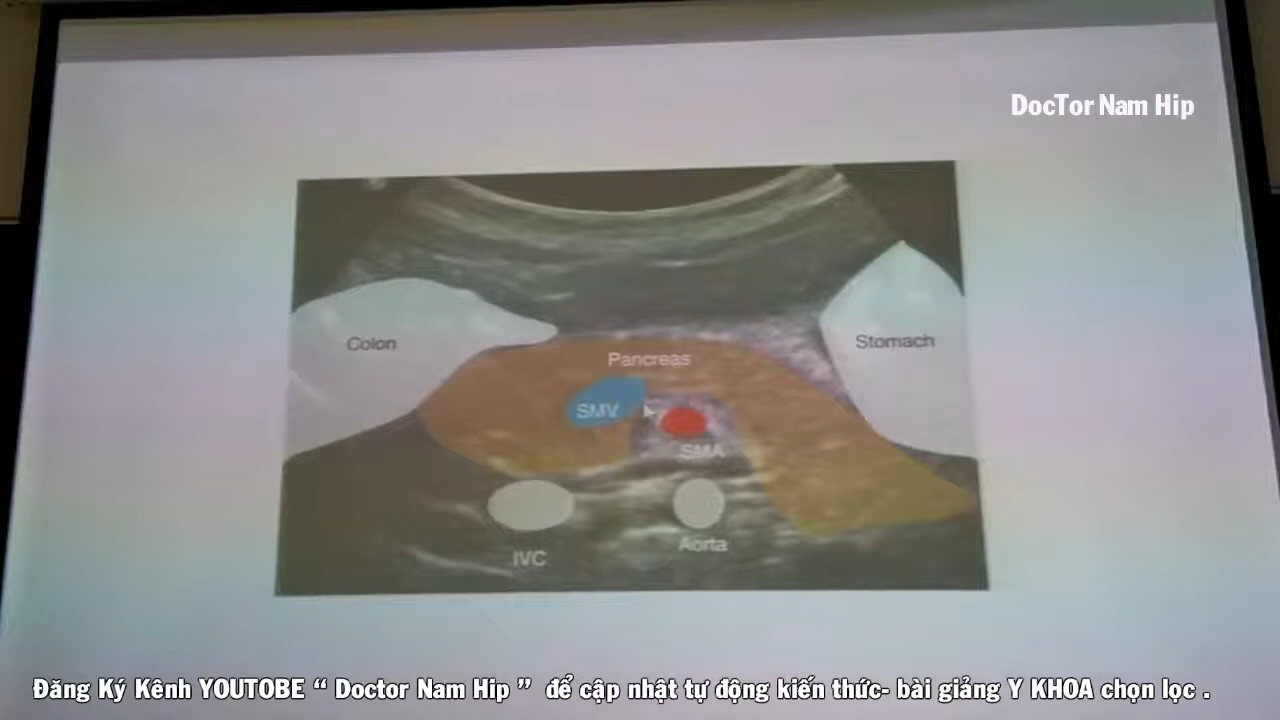 DocTor Nam Hip
Colon
Stomach
Pancreas
SMV
SMA
IVC
Aorta
Đăng Ký Kênh YOUTOBE “ Doctor Nam Hip ” để cập nhật tự động kiến thức- bài giảng Y KHOA chọn lọc .